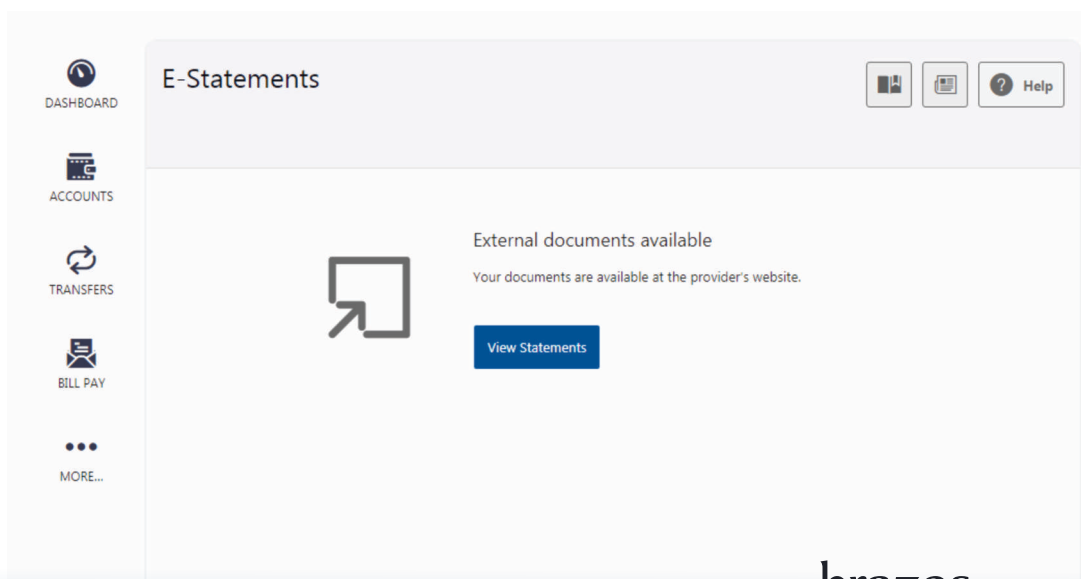 E-Statements
Help
DASHBOARD
ACCOUNTS
TRANSFERS
BILL PAY
MORE...
External documents available
Your documents are available at the provider's website.
View Statements
brazos